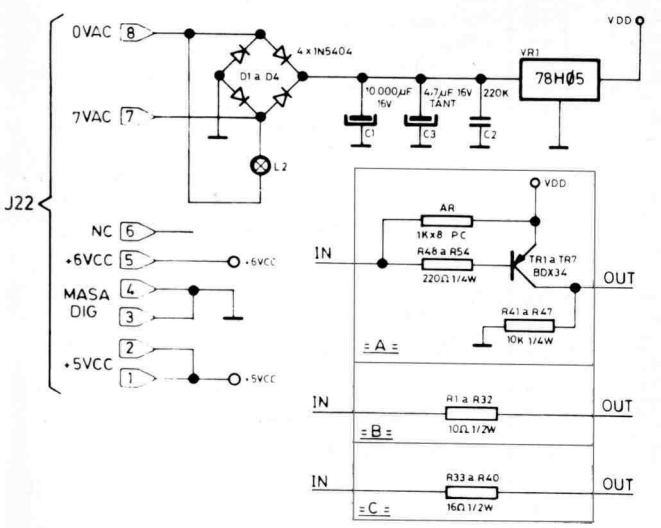 VDD
0VAC 8
4x1N5404
VR1
D1 a D4
78HØ5
10.000µF
16V
4,7µF 16V
TANT
220K
7VAC 7
C1
C3
C2
L2
J22
NC 6
+6VCC 5
+6VCC
MASA
DIG
4
3
+5VCC
2
1
+5VCC
VDD
AR
1Kx8 PC
IN
R48 a R54
220Ω 1/4W
TR1 a TR7
BDX34
OUT
R41 a R47
10K 1/4W
=A=
IN
R1 a R32
10Ω 1/2W
OUT
=B=
IN
R33 a R40
16Ω 1/2W
OUT
=C=